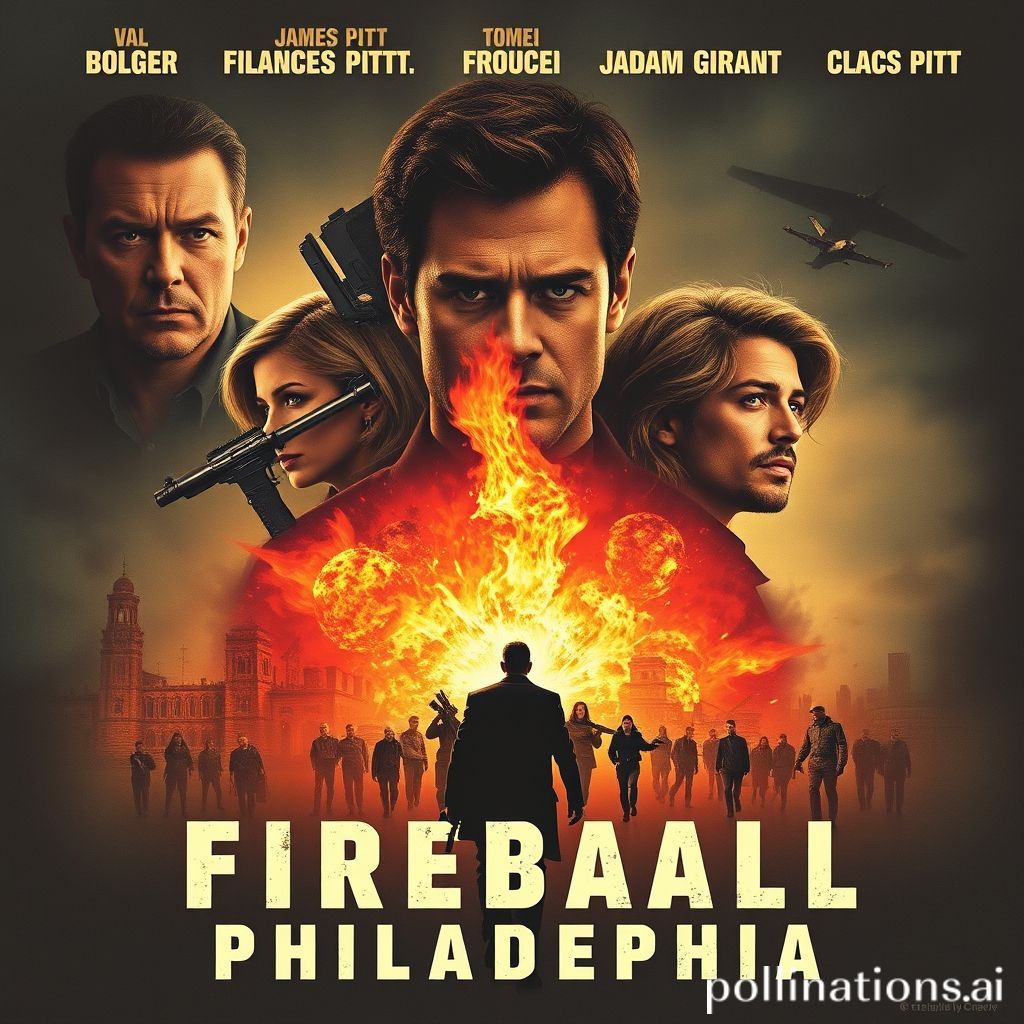 VAL
BOLGER
JAMES PITT
FILANCES PITTT.
TOMEI
FROUCEI
JADAM GIRANT
CLACS PITT
FIREBAALL
PHILADEPHIA
pollinations.ai